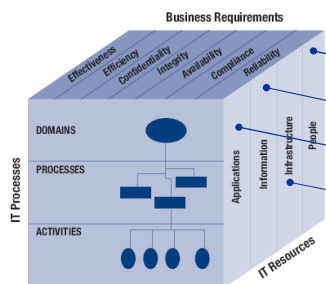 Business Requirements
Effectiveness
Efficiency
Confidentiality
Integrity
Availability
Compliance
Reliability
IT Processes
DOMAINS
PROCESSES
ACTIVITIES
Applications
Information
Infrastructure
People
IT Resources